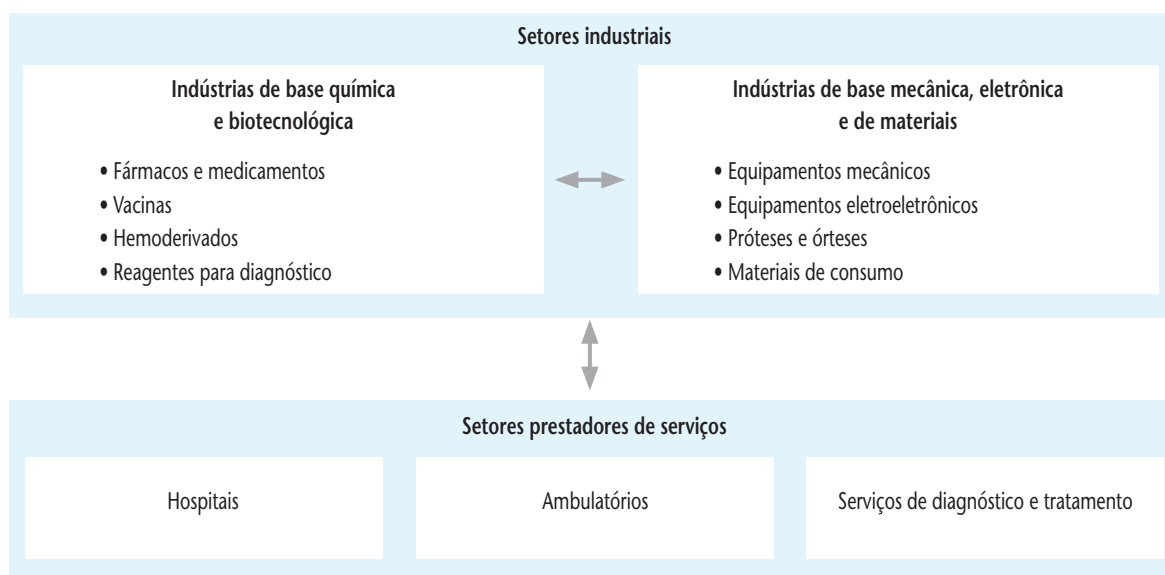 Setores industriais
Indústrias de base química
e biotecnológica
• Fármacos e medicamentos
• Vacinas
• Hemoderivados
• Reagentes para diagnóstico
Indústrias de base mecânica, eletrônica
e de materiais
• Equipamentos mecânicos
• Equipamentos eletroeletrônicos
• Próteses e órteses
• Materiais de consumo
Setores prestadores de serviços
Hospitais
Ambulatórios
Serviços de diagnóstico e tratamento